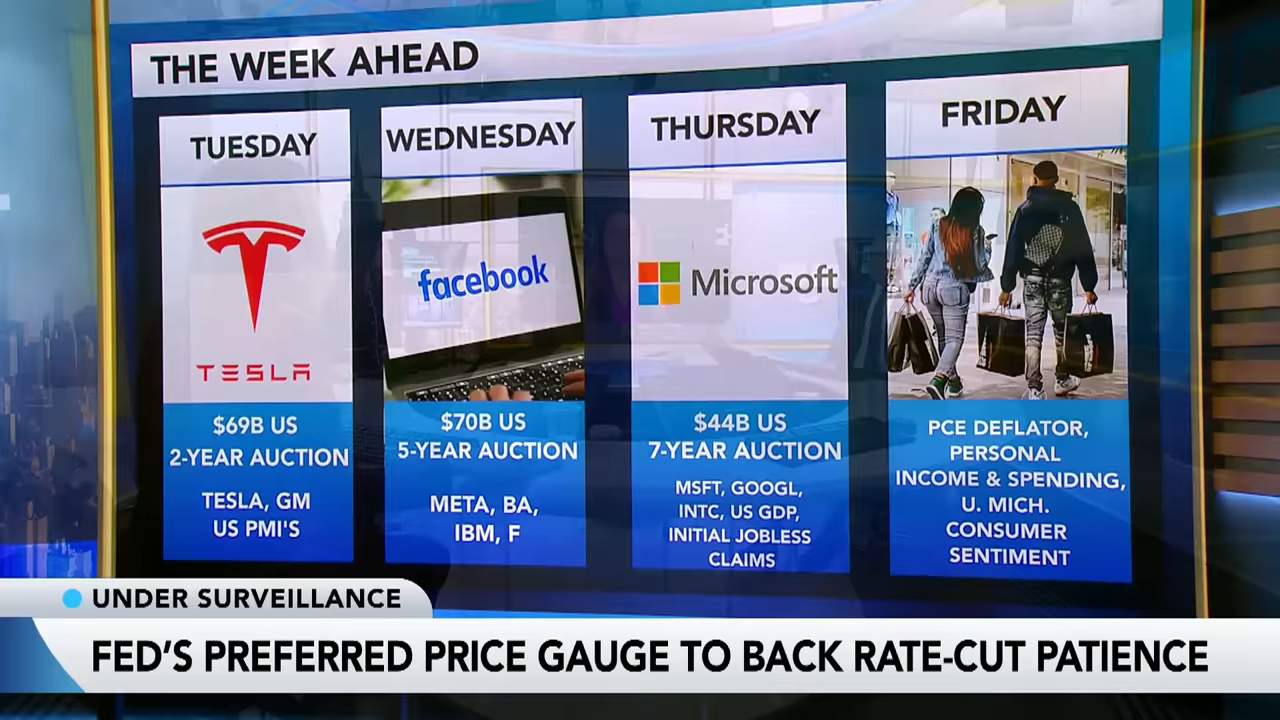 THE WEEK AHEAD
TUESDAY
TESLA
$69B US
2-YEAR AUCTION
TESLA, GM
US PMI'S
WEDNESDAY
facebook
$70B US
5-YEAR AUCTION
META, BA,
IBM, F
THURSDAY
Microsoft
$44B US
7-YEAR AUCTION
MSFT, GOOGL,
INTC, US GDP,
INITIAL JOBLESS
CLAIMS
FRIDAY
PCE DEFLATOR,
PERSONAL
INCOME & SPENDING,
U. MICH.
CONSUMER
SENTIMENT
UNDER SURVEILLANCE
FED'S PREFERRED PRICE GAUGE TO BACK RATE-CUT PATIENCE